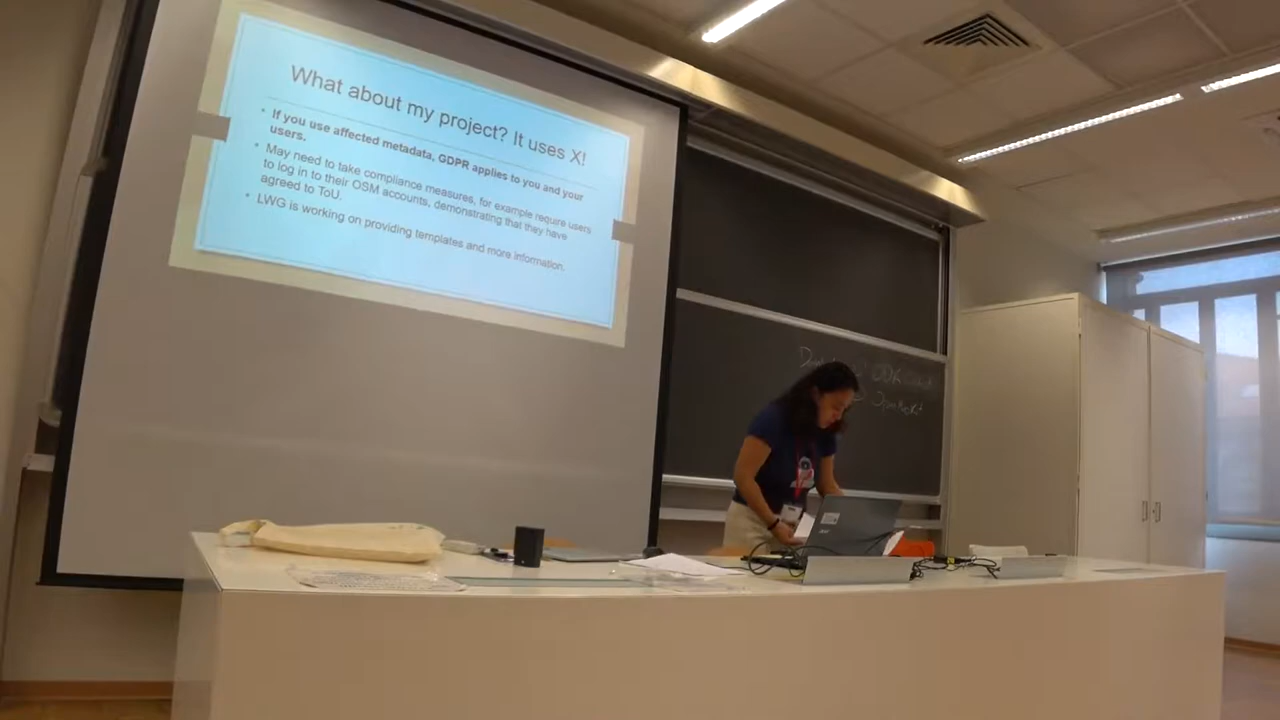 What about my project? It uses X!
• If you use affected metadata, GDPR applies to you and your
users.
• May need to take compliance measures, for example require users
to log in to their OSM accounts, demonstrating that they have
agreed to ToU.
• LWG is working on providing templates and more information.
acer